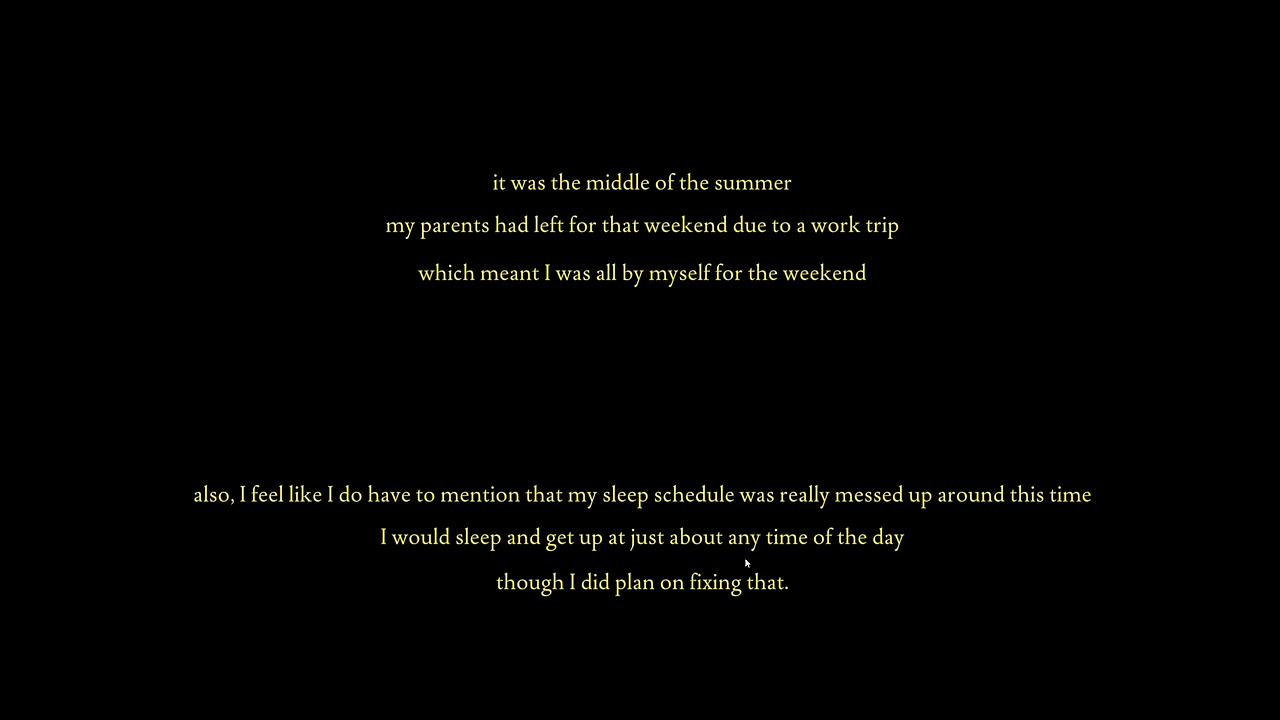 it was the middle of the summer
my parents had left for that weekend due to a work trip
which meant I was all by myself for the weekend
also, I feel like I do have to mention that my sleep schedule was really messed up around this time
I would sleep and get up at just about any time of the day
though I did plan on fixing that.